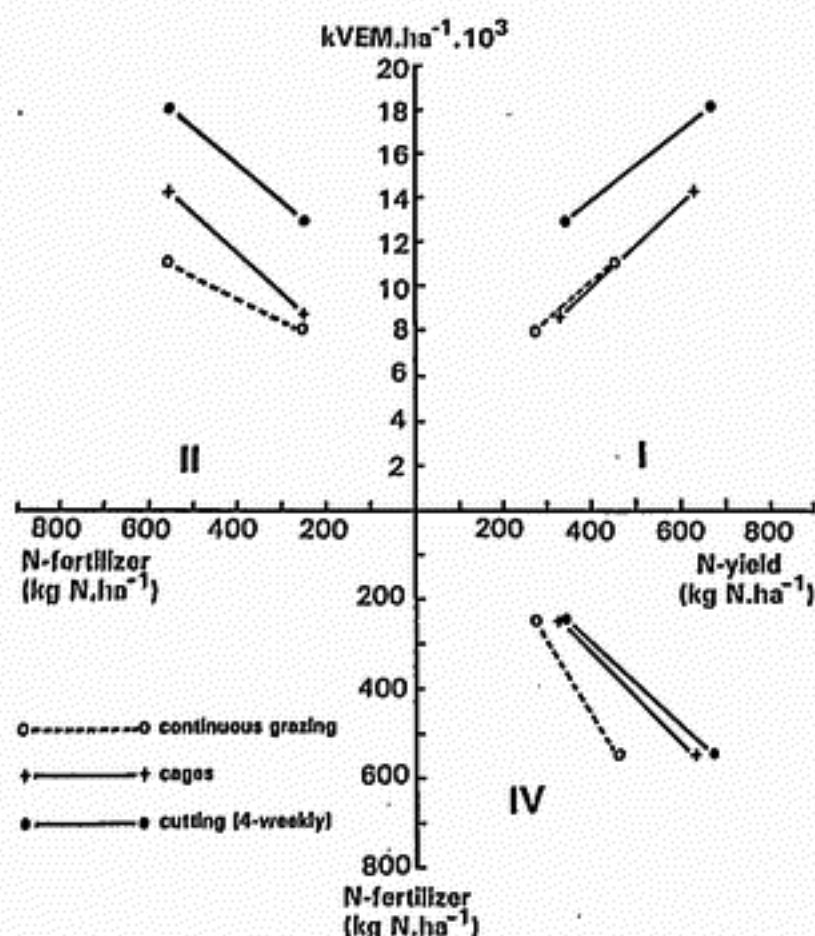 kVEM.ha⁻¹.10³
20
18
16
14
12
10
8
6
4
2
II
I
800 600 400 200
200 400 600 800
N-fertilizer
(kg N.ha⁻¹)
N-yield
(kg N.ha⁻¹)
200
400
600
800
continuous grazing
cages
cutting (4-weekly)
IV
N-fertilizer
(kg N.ha⁻¹)